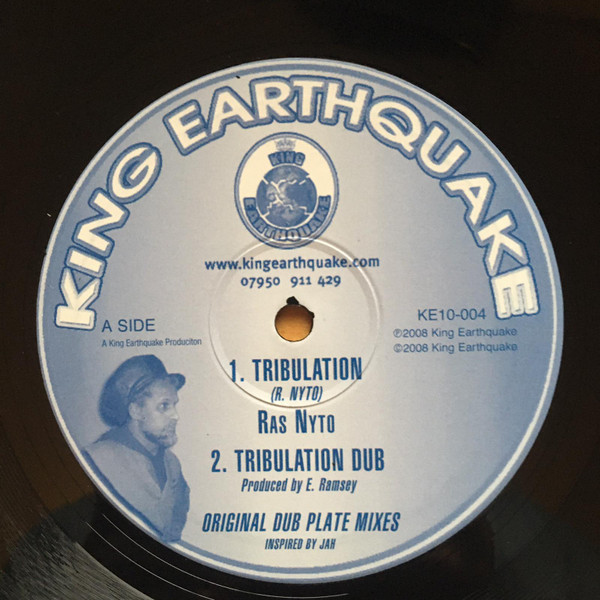 KING EARTHQUAKE
KING
EARTHQUAKE
www.kingearthquake.com
07950 911 429
A SIDE
A King Earthquake Produciton
KE10-004
℗2008 King Earthquake
©2008 King Earthquake
1. TRIBULATION
(R. NYTO)
RAS NYTO
2. TRIBULATION DUB
Produced by E. Ramsey
ORIGINAL DUB PLATE MIXES
INSPIRED BY JAH